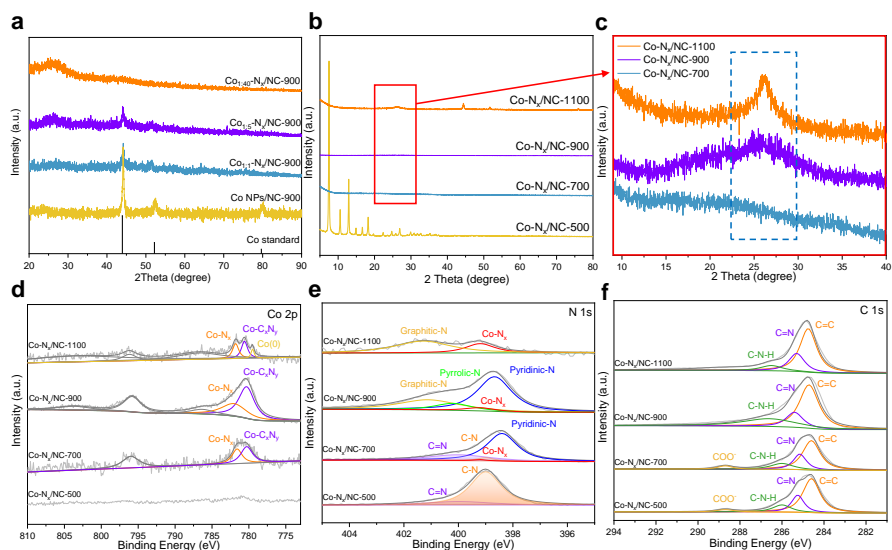 a
Co₁:₄₀-Nₓ/NC-900
Co₁:₅-Nₓ/NC-900
Co₁:₁-Nₓ/NC-900
Co NPs/NC-900
Co standard
Intensity (a.u.)
20 30 40 50 60 70 80 90
2Theta (degree)
b
Co-Nₓ/NC-1100
Co-Nₓ/NC-900
Co-Nₓ/NC-700
Co-Nₓ/NC-500
Intensity (a.u.)
10 20 30 40 50 60 70 80
2 Theta (degree)
c
Co-Nₓ/NC-1100
Co-Nₓ/NC-900
Co-Nₓ/NC-700
Intensity (a.u.)
10 15 20 25 30 35 40
2 Theta (degree)
d
Co 2p
Co-CₓNᵧ
Co-Nₓ
Co(0)
Co-Nₓ/NC-1100
Co-CₓNᵧ
Co-Nₓ
Co-Nₓ/NC-900
Co-CₓNᵧ
Co-Nₓ
Co-Nₓ/NC-700
Co-Nₓ/NC-500
Intensity (a.u.)
810 805 800 795 790 785 780 775
Binding Energy (eV)
e
N 1s
Graphitic-N
Co-Nₓ
Co-Nₓ/NC-1100
Pyrrolic-N
Pyridinic-N
Graphitic-N
Co-Nₓ
Co-Nₓ/NC-900
Pyridinic-N
C=N
C-N
Co-Nₓ
Co-Nₓ/NC-700
C-N
C=N
Co-Nₓ/NC-500
Intensity (a.u.)
404 401 398 395
Binding Energy (eV)
f
C 1s
C=C
C=N
C-N-H
Co-Nₓ/NC-1100
C=C
C=N
C-N-H
Co-Nₓ/NC-900
C=C
C=N
C-N-H
COO⁻
Co-Nₓ/NC-700
C=C
C=N
C-N-H
COO⁻
Co-Nₓ/NC-500
Intensity (a.u.)
294 292 290 288 286 284 282
Binding Energy (eV)